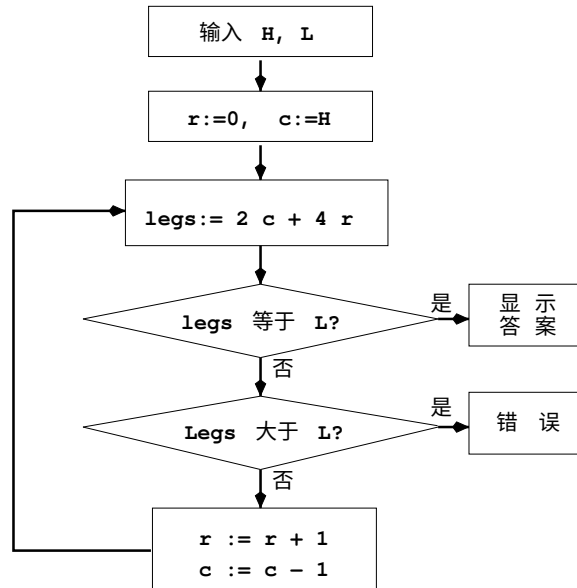 输入 H, L
r:=0, c:=H
legs:= 2 c + 4 r
legs 等于 L?
是
显 示
答 案
否
Legs 大于 L?
是
错 误
否
r := r + 1
c := c - 1